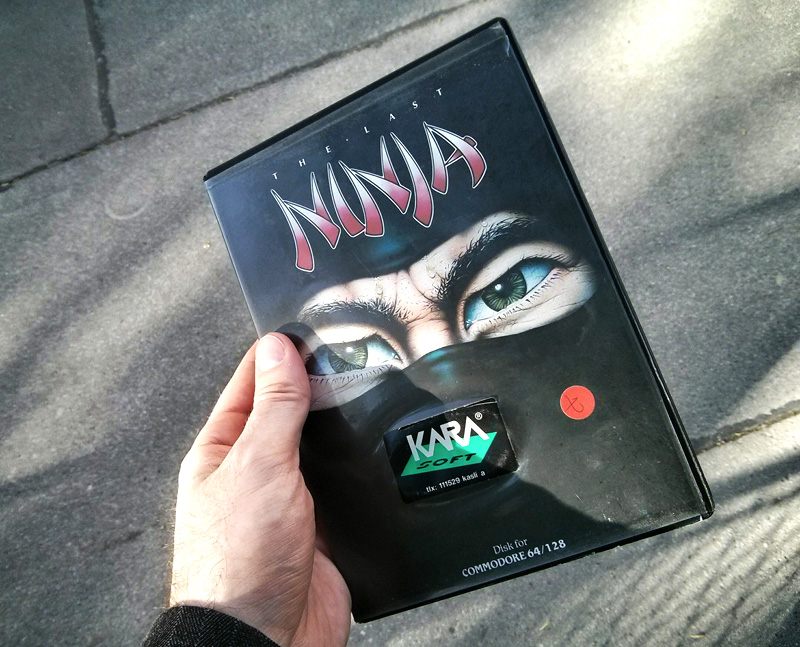 THE·LAST
NINJA
KARA®
SOFT
tlx: 111529 kasli a
Disk for
COMMODORE 64/128